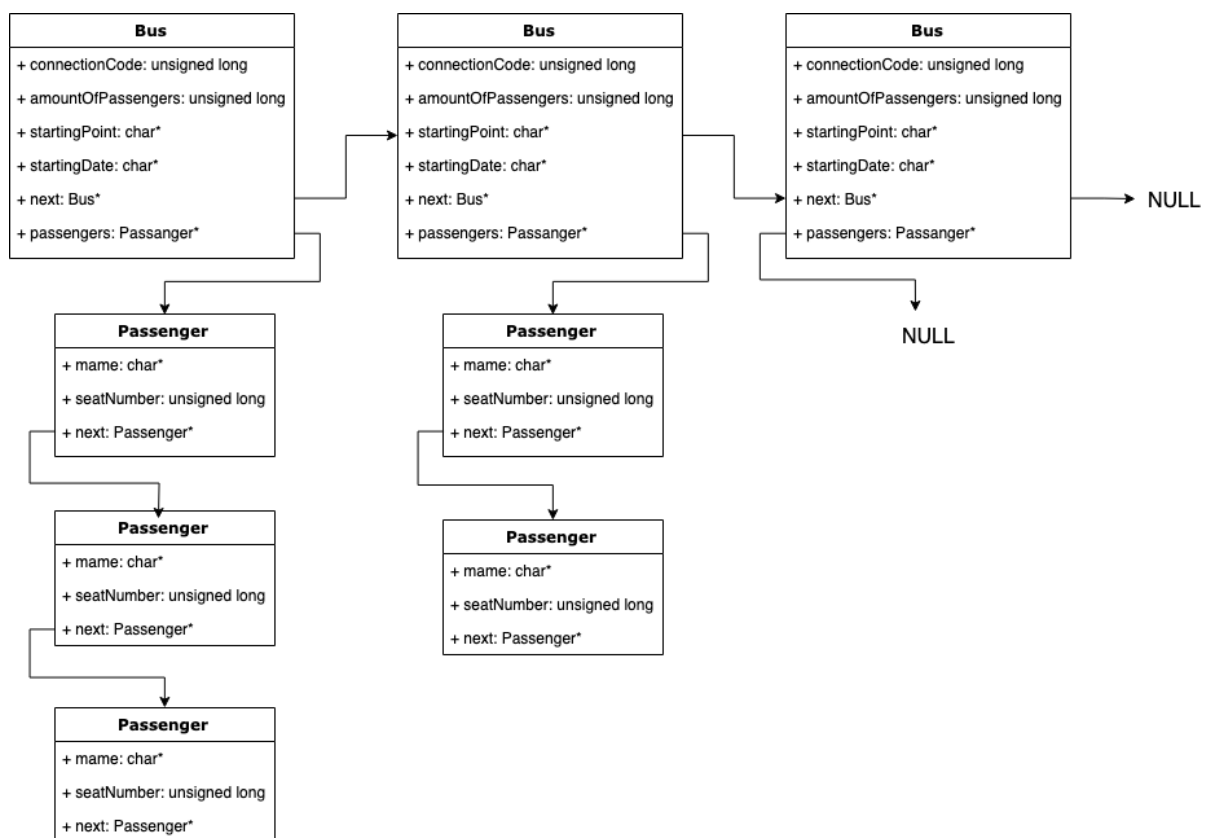 Bus
+ connectionCode: unsigned long
+ amountOfPassengers: unsigned long
+ startingPoint: char*
+ startingDate: char*
+ next: Bus*
+ passengers: Passanger*
Bus
+ connectionCode: unsigned long
+ amountOfPassengers: unsigned long
+ startingPoint: char*
+ startingDate: char*
+ next: Bus*
+ passengers: Passanger*
Bus
+ connectionCode: unsigned long
+ amountOfPassengers: unsigned long
+ startingPoint: char*
+ startingDate: char*
+ next: Bus*
+ passengers: Passanger*
NULL
NULL
Passenger
+ mame: char*
+ seatNumber: unsigned long
+ next: Passenger*
Passenger
+ mame: char*
+ seatNumber: unsigned long
+ next: Passenger*
Passenger
+ mame: char*
+ seatNumber: unsigned long
+ next: Passenger*
Passenger
+ mame: char*
+ seatNumber: unsigned long
+ next: Passenger*
Passenger
+ mame: char*
+ seatNumber: unsigned long
+ next: Passenger*